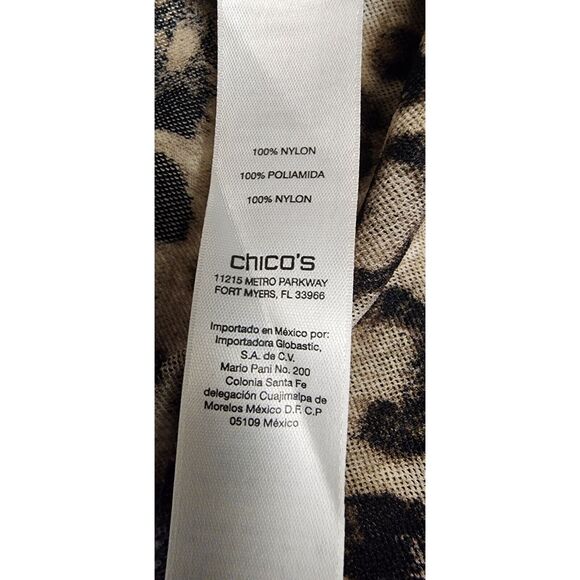 100% NYLON
100% POLIAMIDA
100% NYLON
chico's
11215 METRO PARKWAY
FORT MYERS, FL 33966
Importado en México por:
Importadora Globastic,
S.A. de C.V.
Mario Pani No. 200
Colonia Santa Fe
delegación Cuajimalpa de
Morelos México D.F. C.P
05109 México